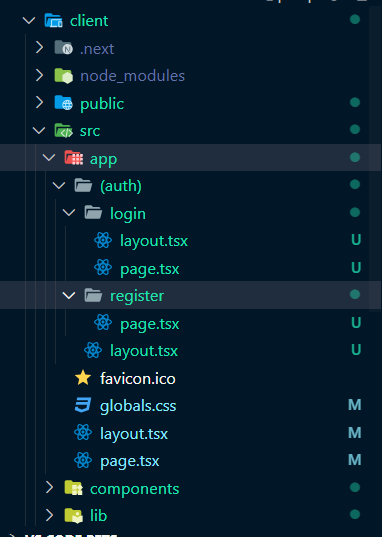 client
.next
node_modules
public
src
app
(auth)
login
layout.tsx U
page.tsx U
register
page.tsx U
layout.tsx U
favicon.ico
globals.css M
layout.tsx M
page.tsx M
components
lib